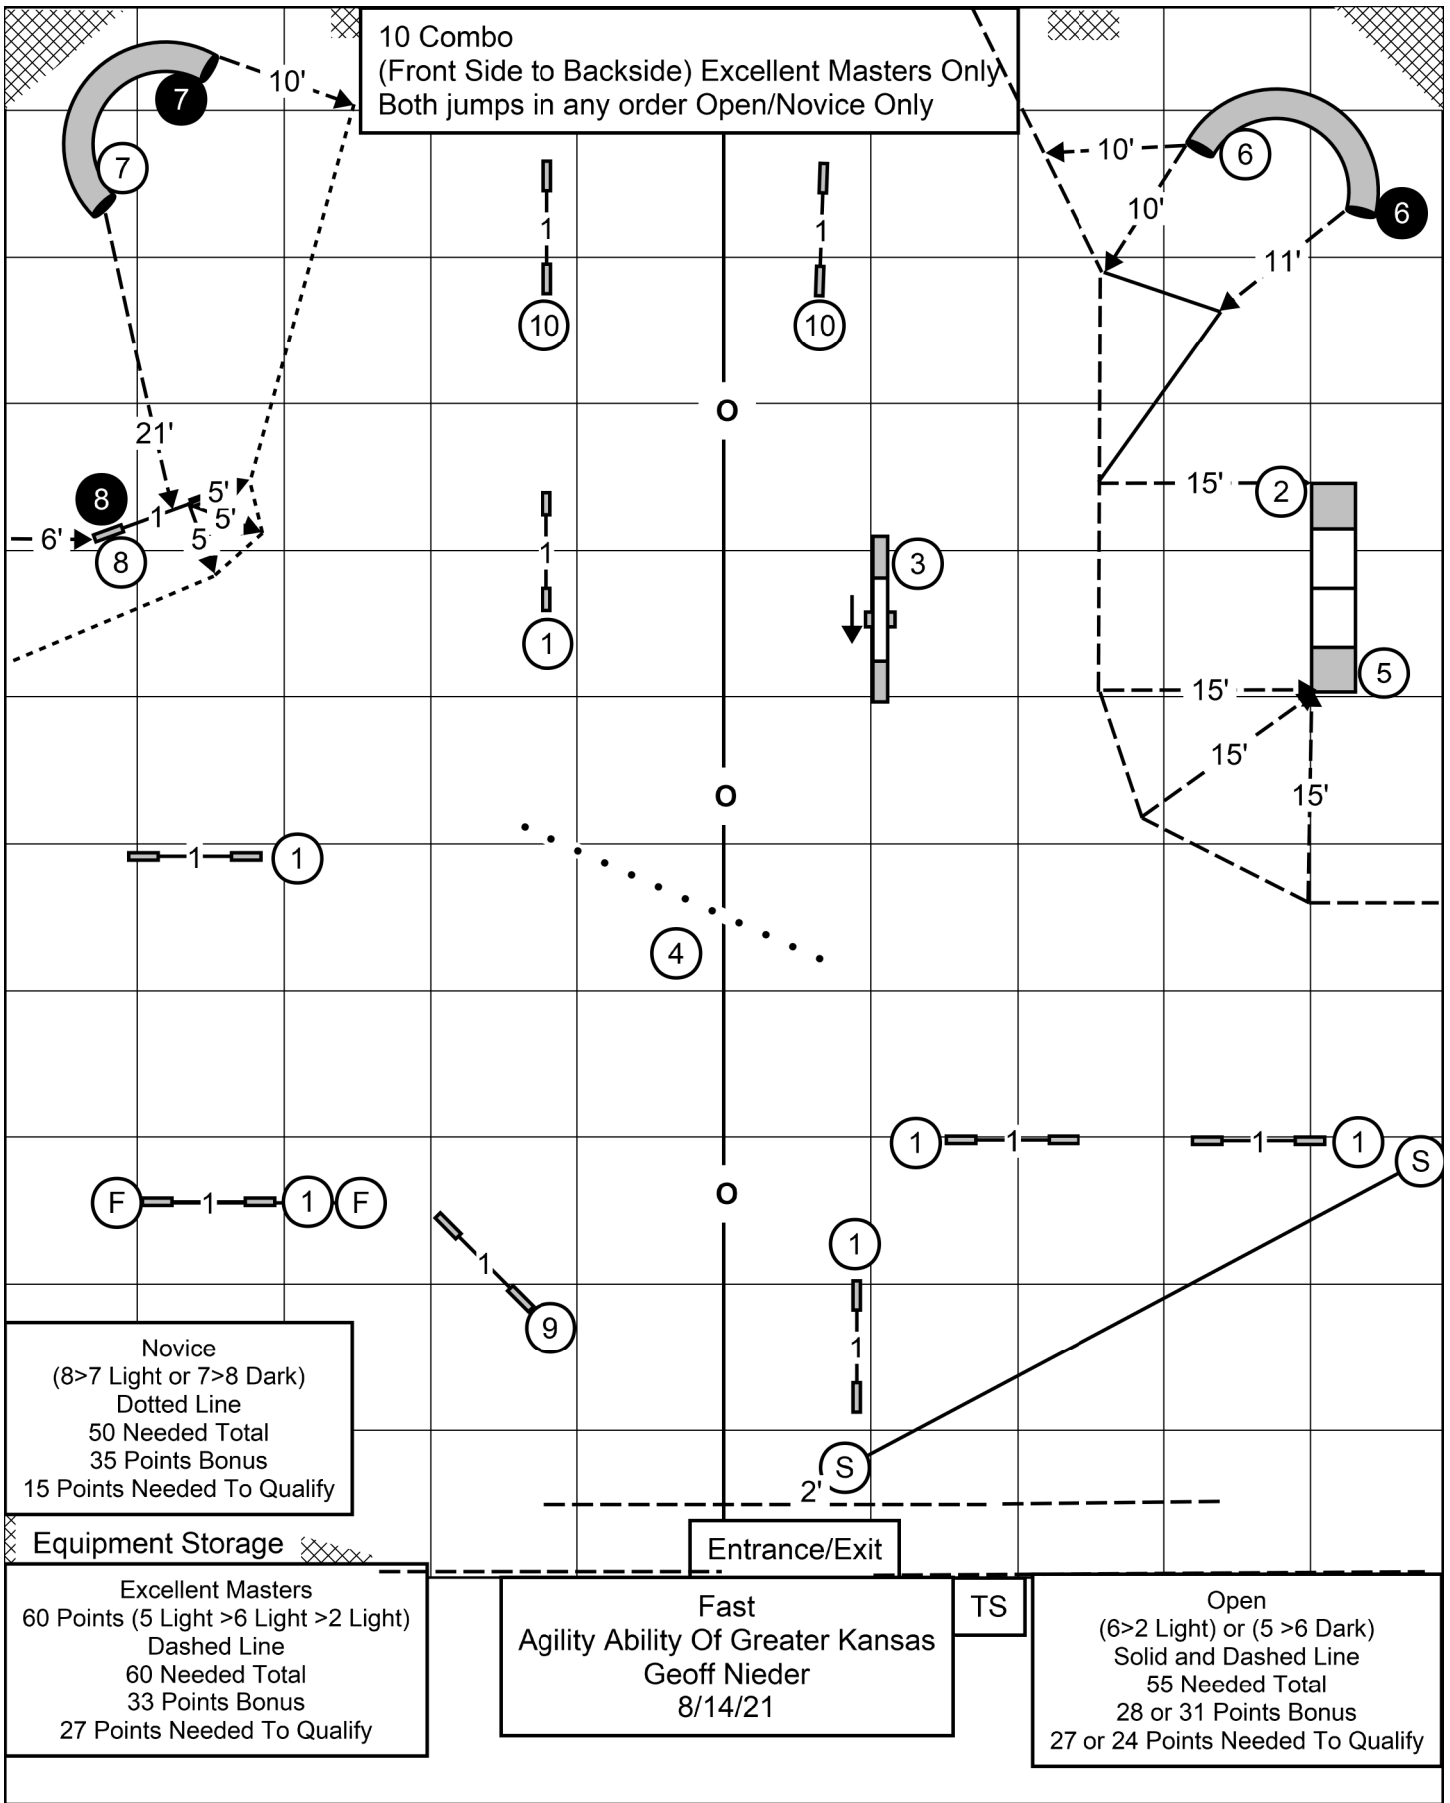 10 Combo
(Front Side to Backside) Excellent Masters Only
Both jumps in any order Open/Novice Only
10'
7
7
10'
6
10'
6
11'
1
1
10
10
O
21'
8
5'
1
5'
6'
5
8
15'
2
1
3
1
15'
5
15'
15'
O
1
1
4
1
1
1
1
S
F
1
1
F
O
1
9
1
1
S
2'
Novice
(8>7 Light or 7>8 Dark)
Dotted Line
50 Needed Total
35 Points Bonus
15 Points Needed To Qualify
Equipment Storage
Entrance/Exit
Excellent Masters
60 Points (5 Light >6 Light >2 Light)
Dashed Line
60 Needed Total
33 Points Bonus
27 Points Needed To Qualify
Fast
Agility Ability Of Greater Kansas
Geoff Nieder
8/14/21
TS
Open
(6>2 Light) or (5 >6 Dark)
Solid and Dashed Line
55 Needed Total
28 or 31 Points Bonus
27 or 24 Points Needed To Qualify